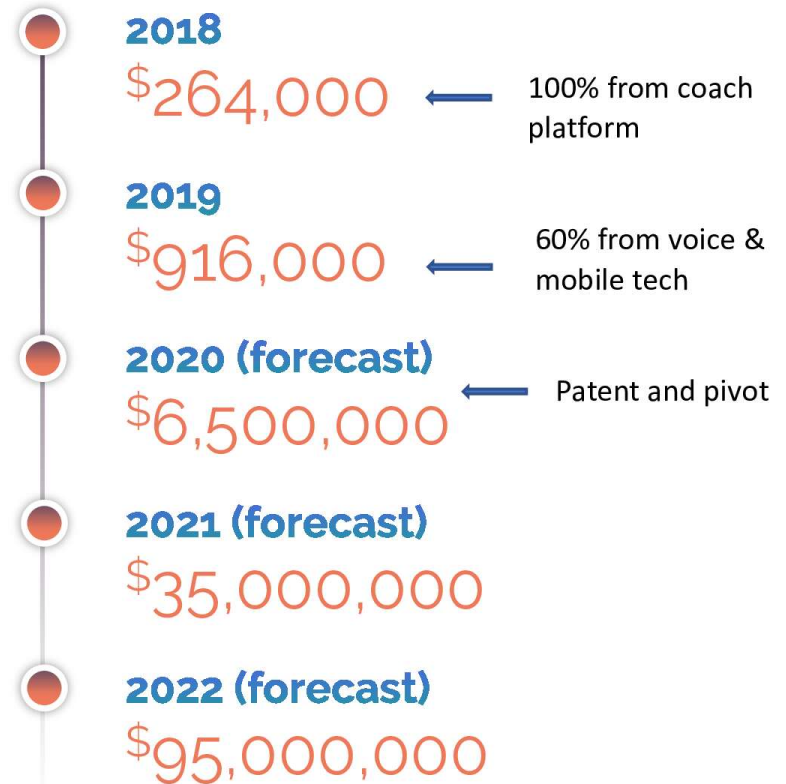 2018
$264,000
100% from coach
platform
2019
$916,000
60% from voice &
mobile tech
2020 (forecast)
$6,500,000
Patent and pivot
2021 (forecast)
$35,000,000
2022 (forecast)
$95,000,000